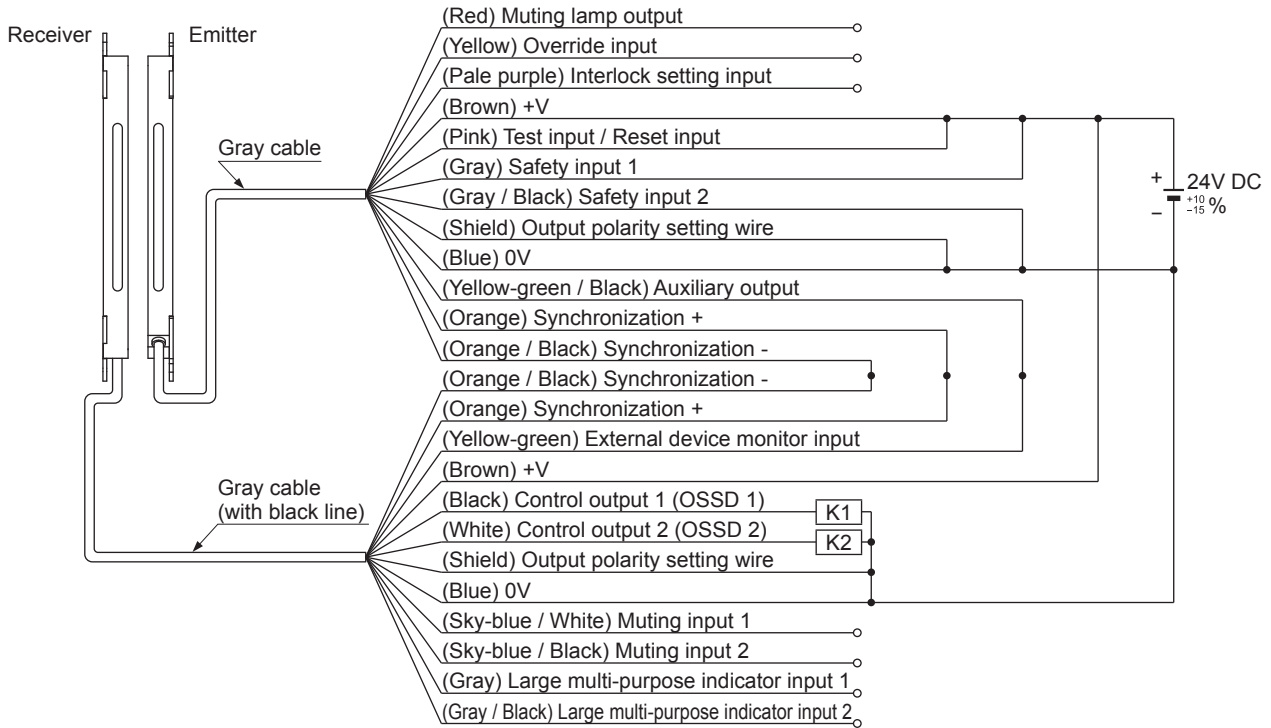 Receiver
Emitter
Gray cable
(Red) Muting lamp output
(Yellow) Override input
(Pale purple) Interlock setting input
(Brown) +V
(Pink) Test input / Reset input
(Gray) Safety input 1
(Gray / Black) Safety input 2
(Shield) Output polarity setting wire
(Blue) 0V
(Yellow-green / Black) Auxiliary output
(Orange) Synchronization +
(Orange / Black) Synchronization -
+
−
24V DC
+10
−15 %
Gray cable
(with black line)
(Orange / Black) Synchronization -
(Orange) Synchronization +
(Yellow-green) External device monitor input
(Brown) +V
(Black) Control output 1 (OSSD 1)
K1
(White) Control output 2 (OSSD 2)
K2
(Shield) Output polarity setting wire
(Blue) 0V
(Sky-blue / White) Muting input 1
(Sky-blue / Black) Muting input 2
(Gray) Large multi-purpose indicator input 1
(Gray / Black) Large multi-purpose indicator input 2